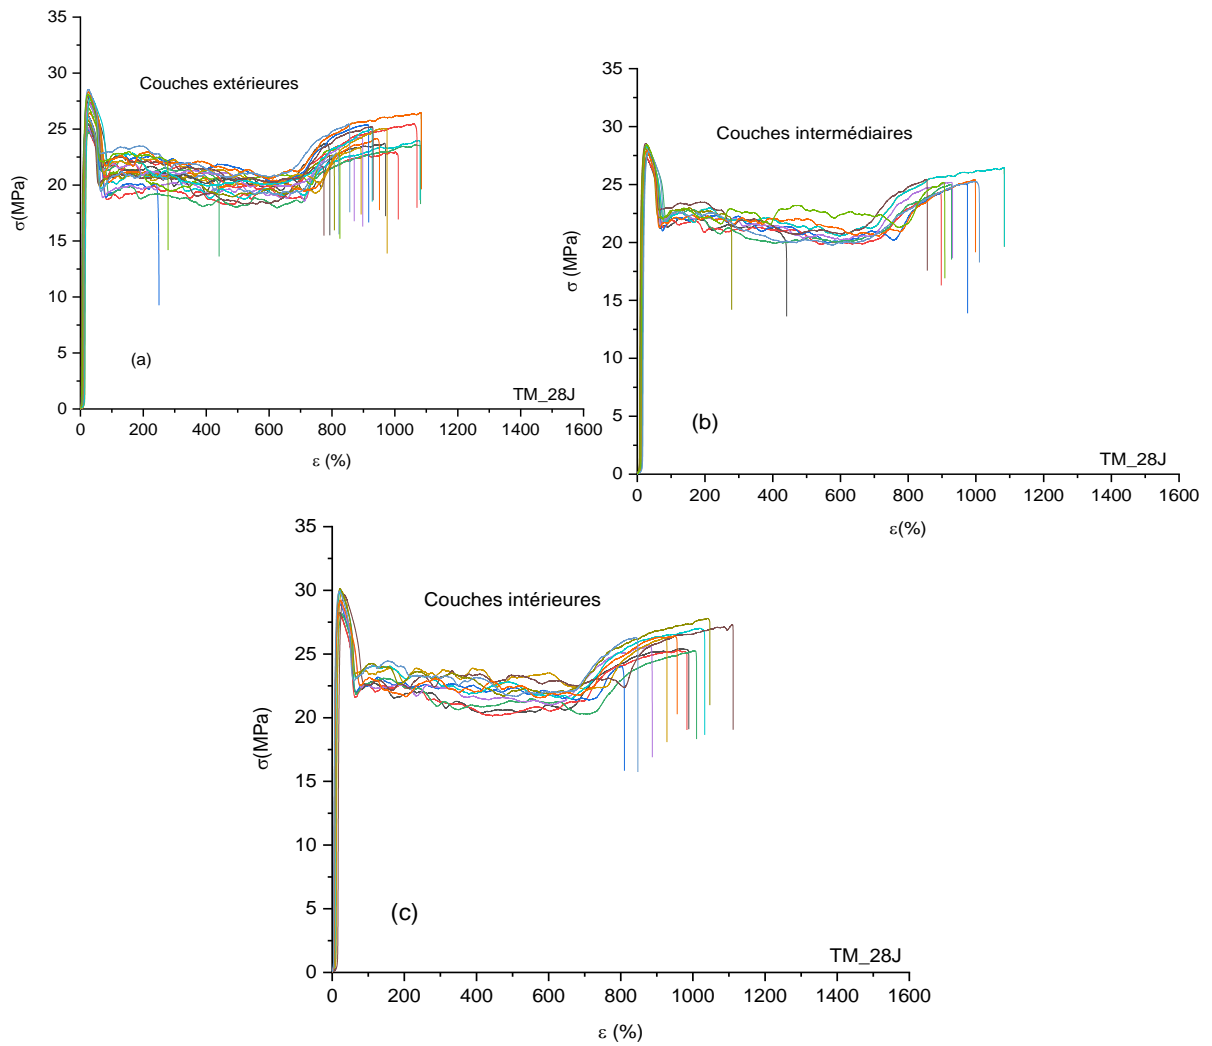 35
30
25
20
15
10
5
0
σ(MPa)
Couches extérieures
(a)
TM_28J
0 200 400 600 800 1000 1200 1400 1600
ε (%)
35
30
25
20
15
10
5
0
σ (MPa)
Couches intermédiaires
(b)
TM_28J
0 200 400 600 800 1000 1200 1400 1600
ε(%)
35
30
25
20
15
10
5
0
σ(MPa)
Couches intérieures
(c)
TM_28J
0 200 400 600 800 1000 1200 1400 1600
ε (%)